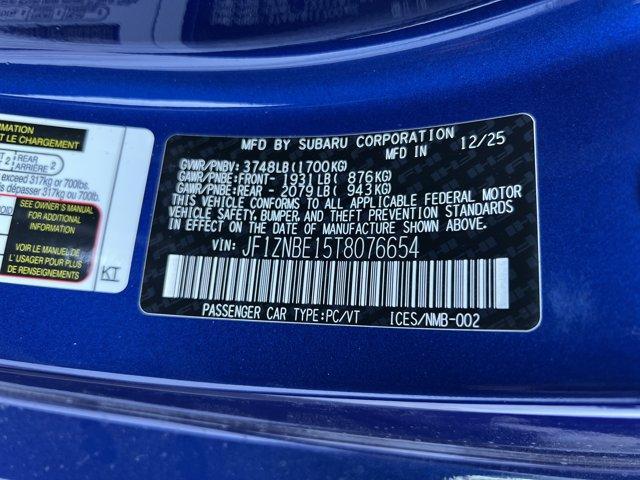 RMATION
T LE CHARGEMENT
2 REAR ARRIÈRE 2
exceed 317kg or 700lbs.
dépasser 317kg ou 700lb.
SEE OWNER'S MANUAL
FOR ADDITIONAL
INFORMATION
VOIR LE MANUEL DE
L' USAGER POUR PLUS
DE RENSEIGNEMENTS
KT
MFD BY SUBARU CORPORATION 12/25
MFD IN
GVWR/PNBV: 3748LB(1700KG)
GAWR/PNBE:FRONT- 1931LB( 876KG)
GAWR/PNBE:REAR - 2079LB( 943KG)
THIS VEHICLE CONFORMS TO ALL APPLICABLE FEDERAL MOTOR
VEHICLE SAFETY, BUMPER, AND THEFT PREVENTION STANDARDS
IN EFFECT ON THE DATE OF MANUFACTURE SHOWN ABOVE.
VIN: JF1ZNBE15T8076654
PASSENGER CAR TYPE:PC/VT ICES/NMB-002